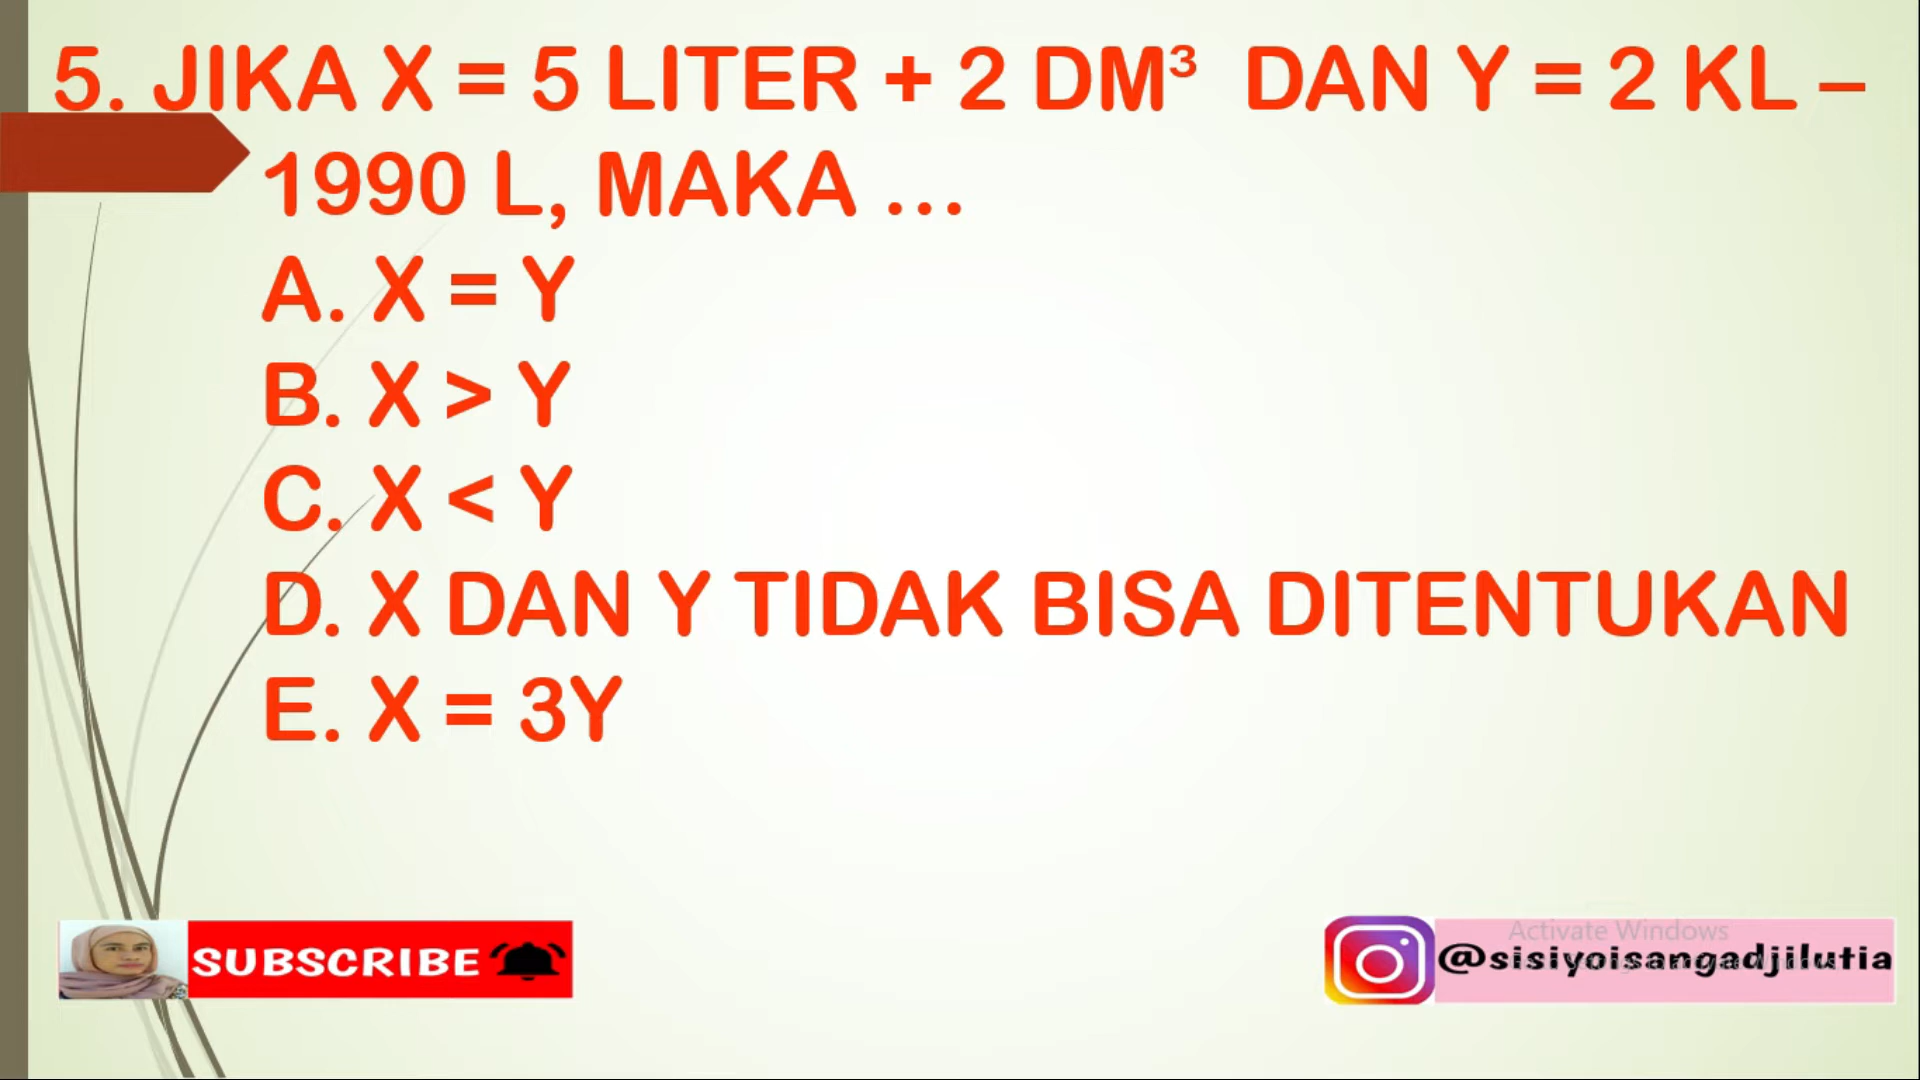 5. JIKA X = 5 LITER + 2 DM³ DAN Y = 2 KL –
1990 L, MAKA ...
A. X = Y
B. X > Y
C. X < Y
D. X DAN Y TIDAK BISA DITENTUKAN
E. X = 3Y
SUBSCRIBE
Activate Windows
@sisiyoisangadjilutia